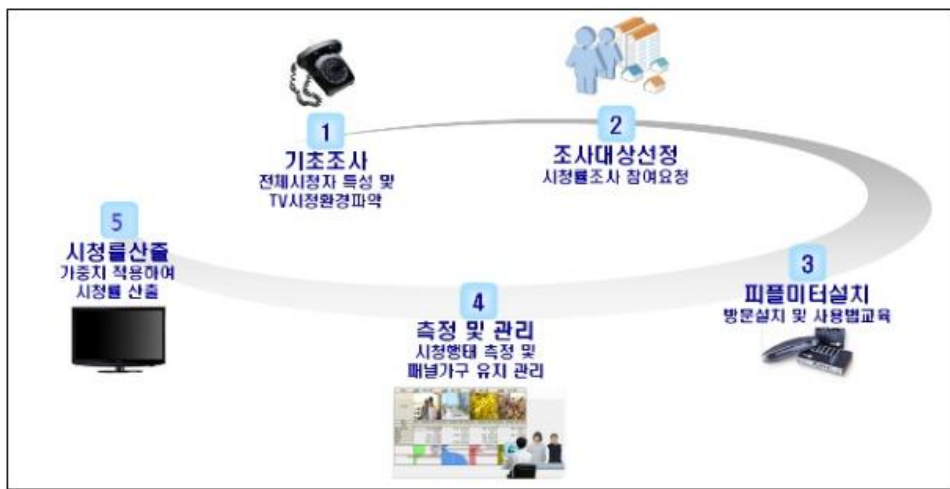 1
기초조사
전체시청자 특성 및
TV시청환경파악
2
조사대상선정
시청률조사 참여요청
3
피플미터설치
방문설치 및 사용법교육
4
측정 및 관리
시청행태 측정 및
패널가구 유지 관리
5
시청률산출
가중치 적용하여
시청률 산출